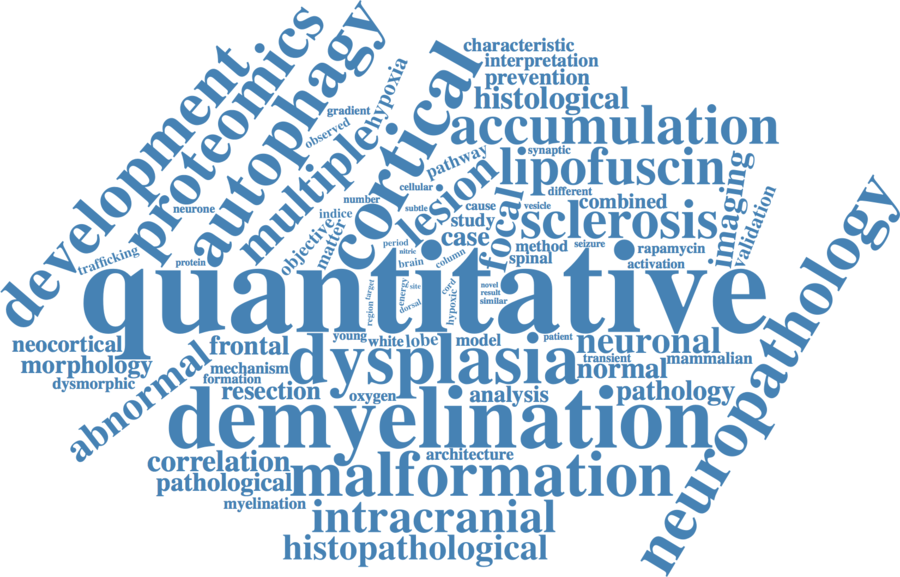 characteristic
interpretation
prevention
histological
accumulation
development
proteomics
autophagy
multiple
hypoxia
gradient
observed
cortical
pathway
synaptic
lipofuscin
imaging
validation
lesion
cellular
different
neurone
number
subtle
cause
vesicle
combined
indice
study
focal
sclerosis
objective
matter
case
method
seizure
rapamycin
period
nitric
trafficking
protein
brain
column
spinal
activation
quantitative
neuropathology
target
region
energy
site
dorsal
cord
hypoxic
novel
result
similar
neocortical
abnormal
frontal
young
white
lobe
model
patient
neuronal
morphology
mechanism
dysplasia
transient
mammalian
normal
dysmorphic
formation
resection
oxygen
analysis
pathology
demyelination
correlation
architecture
pathological
malformation
myelination
intracranial
histopathological